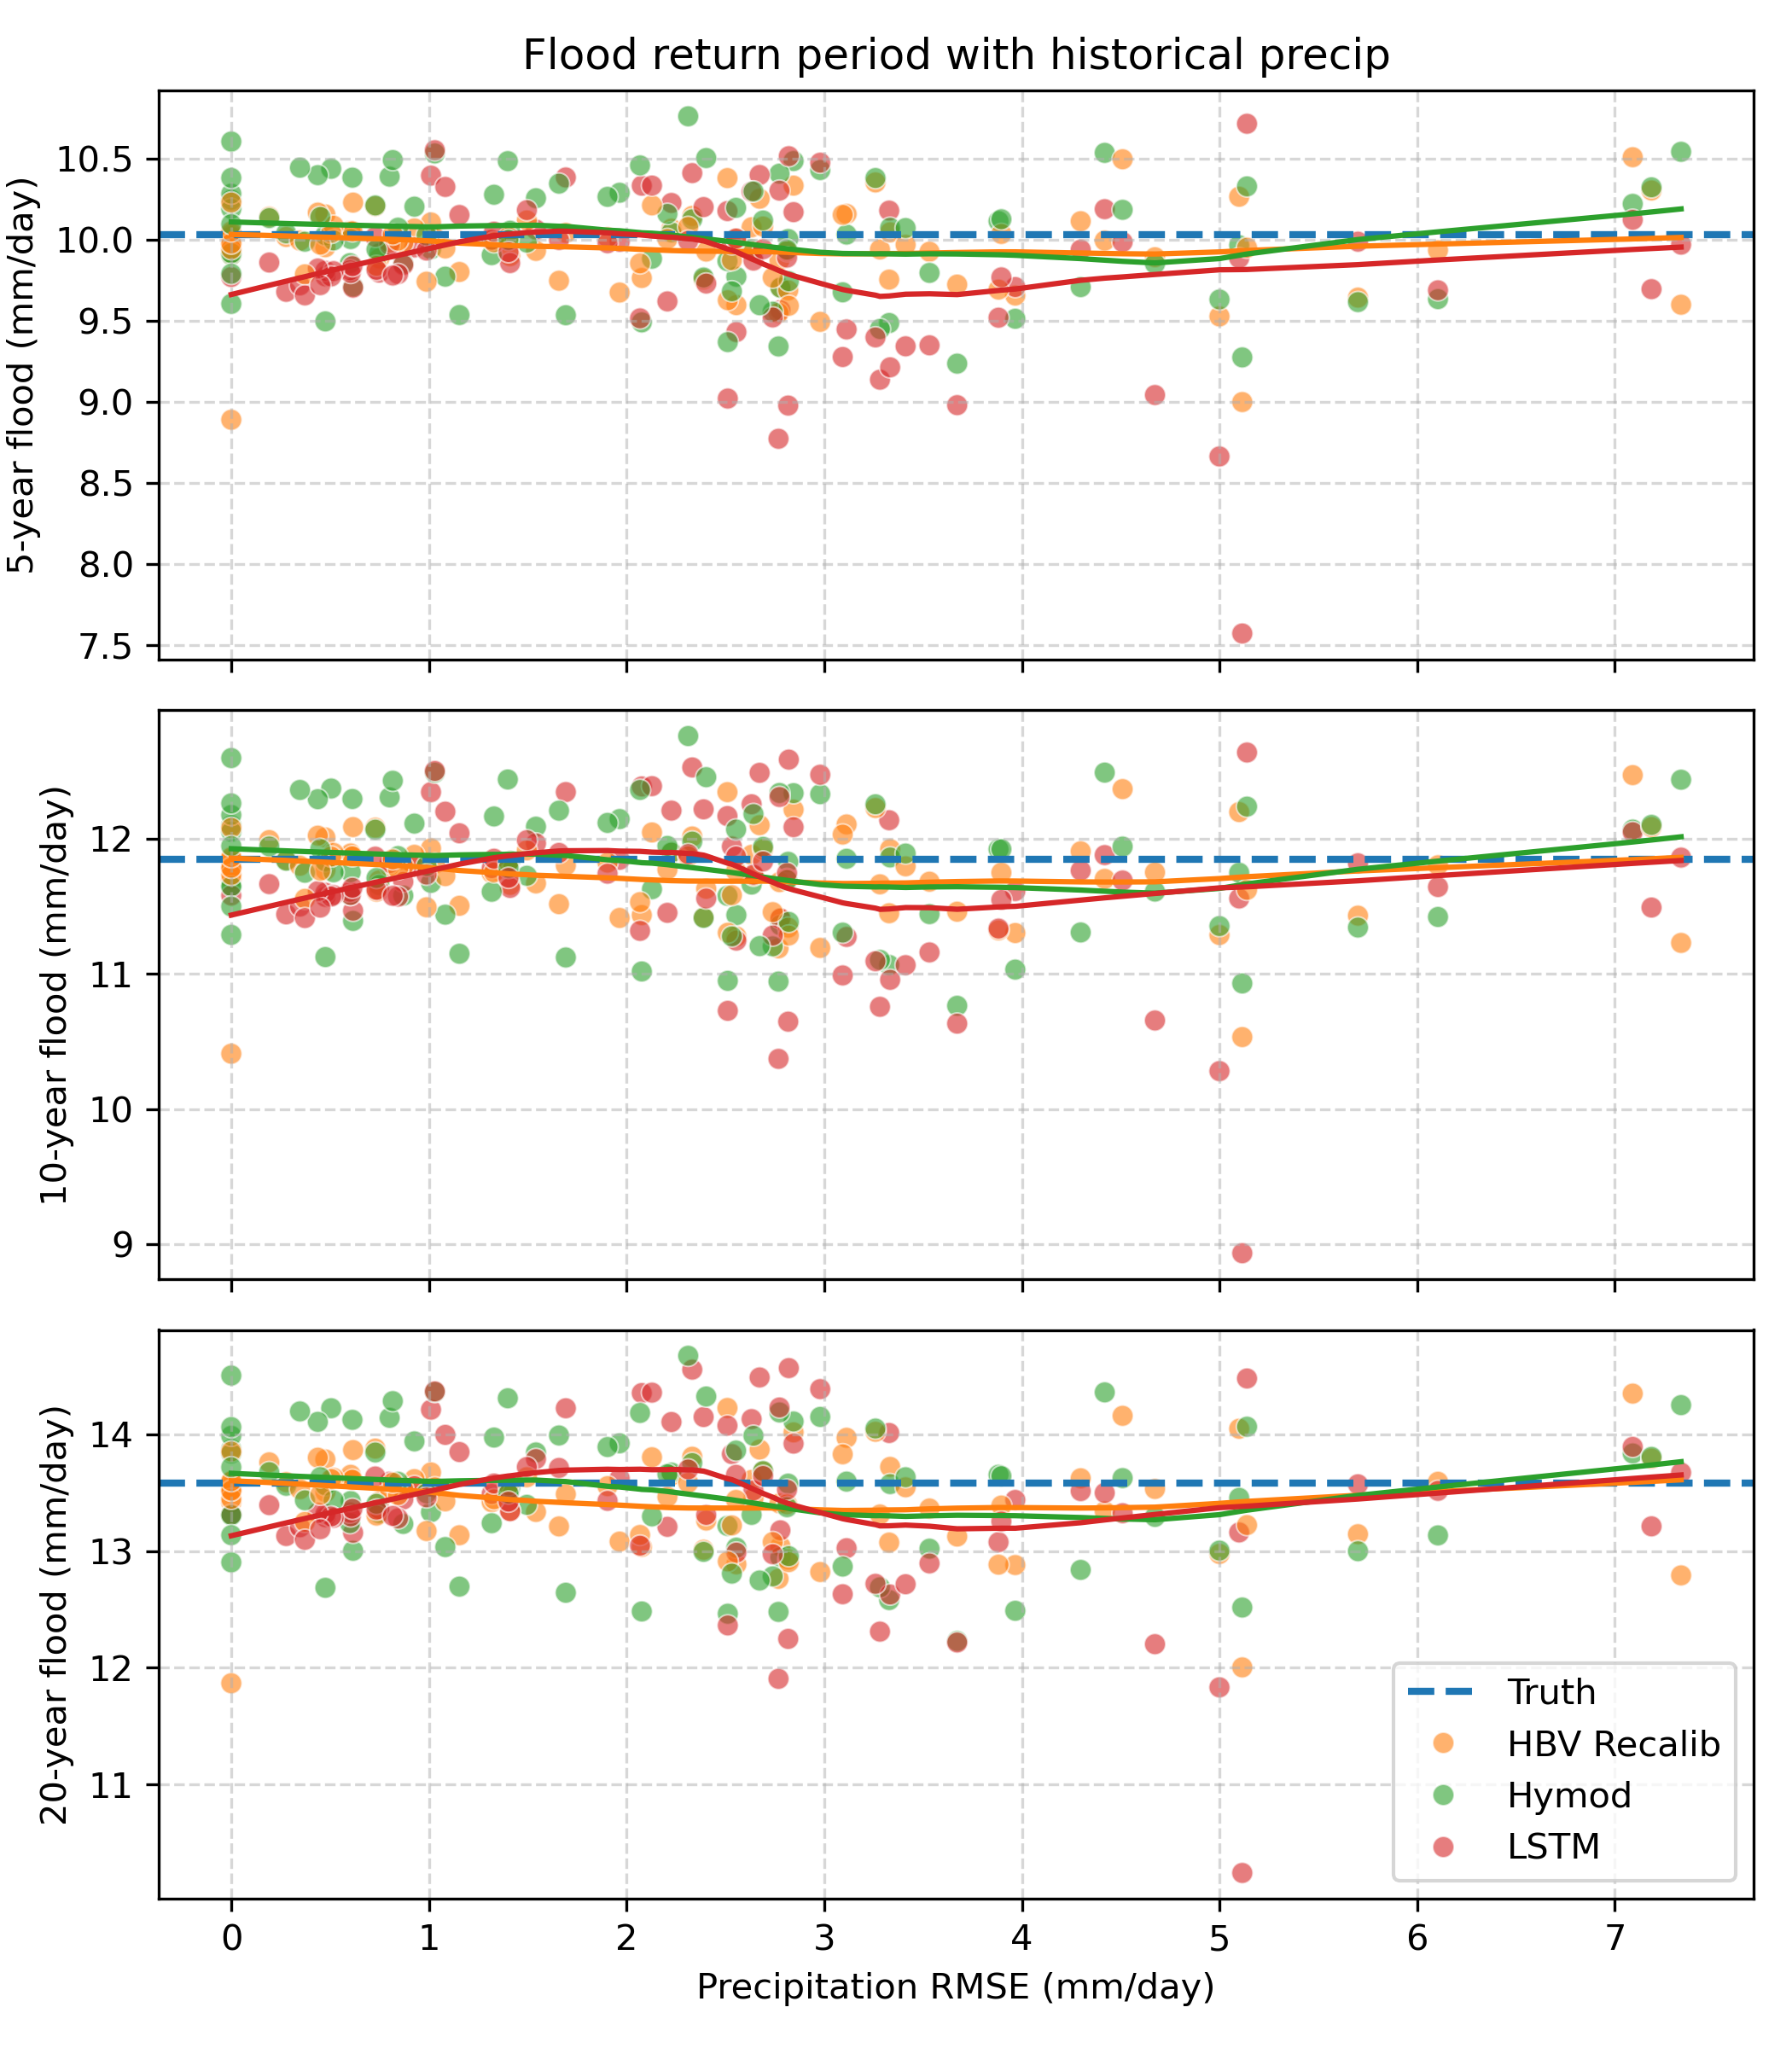 Flood return period with historical precip
5-year flood (mm/day)
10.5
10.0
9.5
9.0
8.5
8.0
7.5
10-year flood (mm/day)
12
11
10
9
20-year flood (mm/day)
14
13
12
11
Truth
HBV Recalib
Hymod
LSTM
0 1 2 3 4 5 6 7
Precipitation RMSE (mm/day)